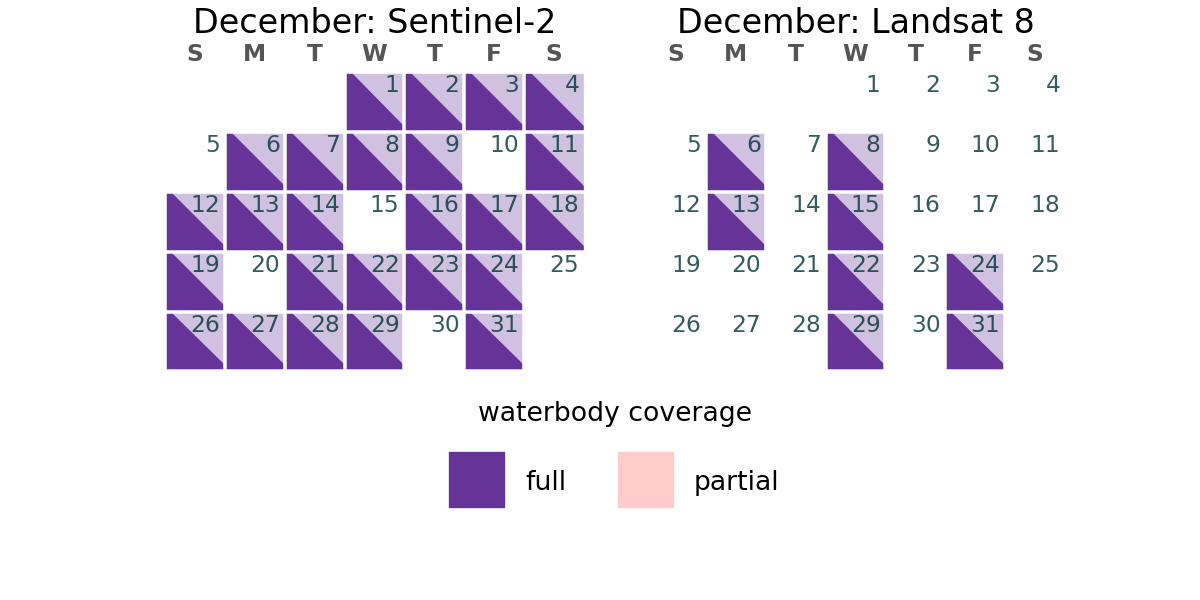 December: Sentinel-2
S M T W T F S
1 2 3 4
5 6 7 8 9 10 11
12 13 14 15 16 17 18
19 20 21 22 23 24 25
26 27 28 29 30 31
December: Landsat 8
S M T W T F S
1 2 3 4
5 6 7 8 9 10 11
12 13 14 15 16 17 18
19 20 21 22 23 24 25
26 27 28 29 30 31
waterbody coverage
full
partial